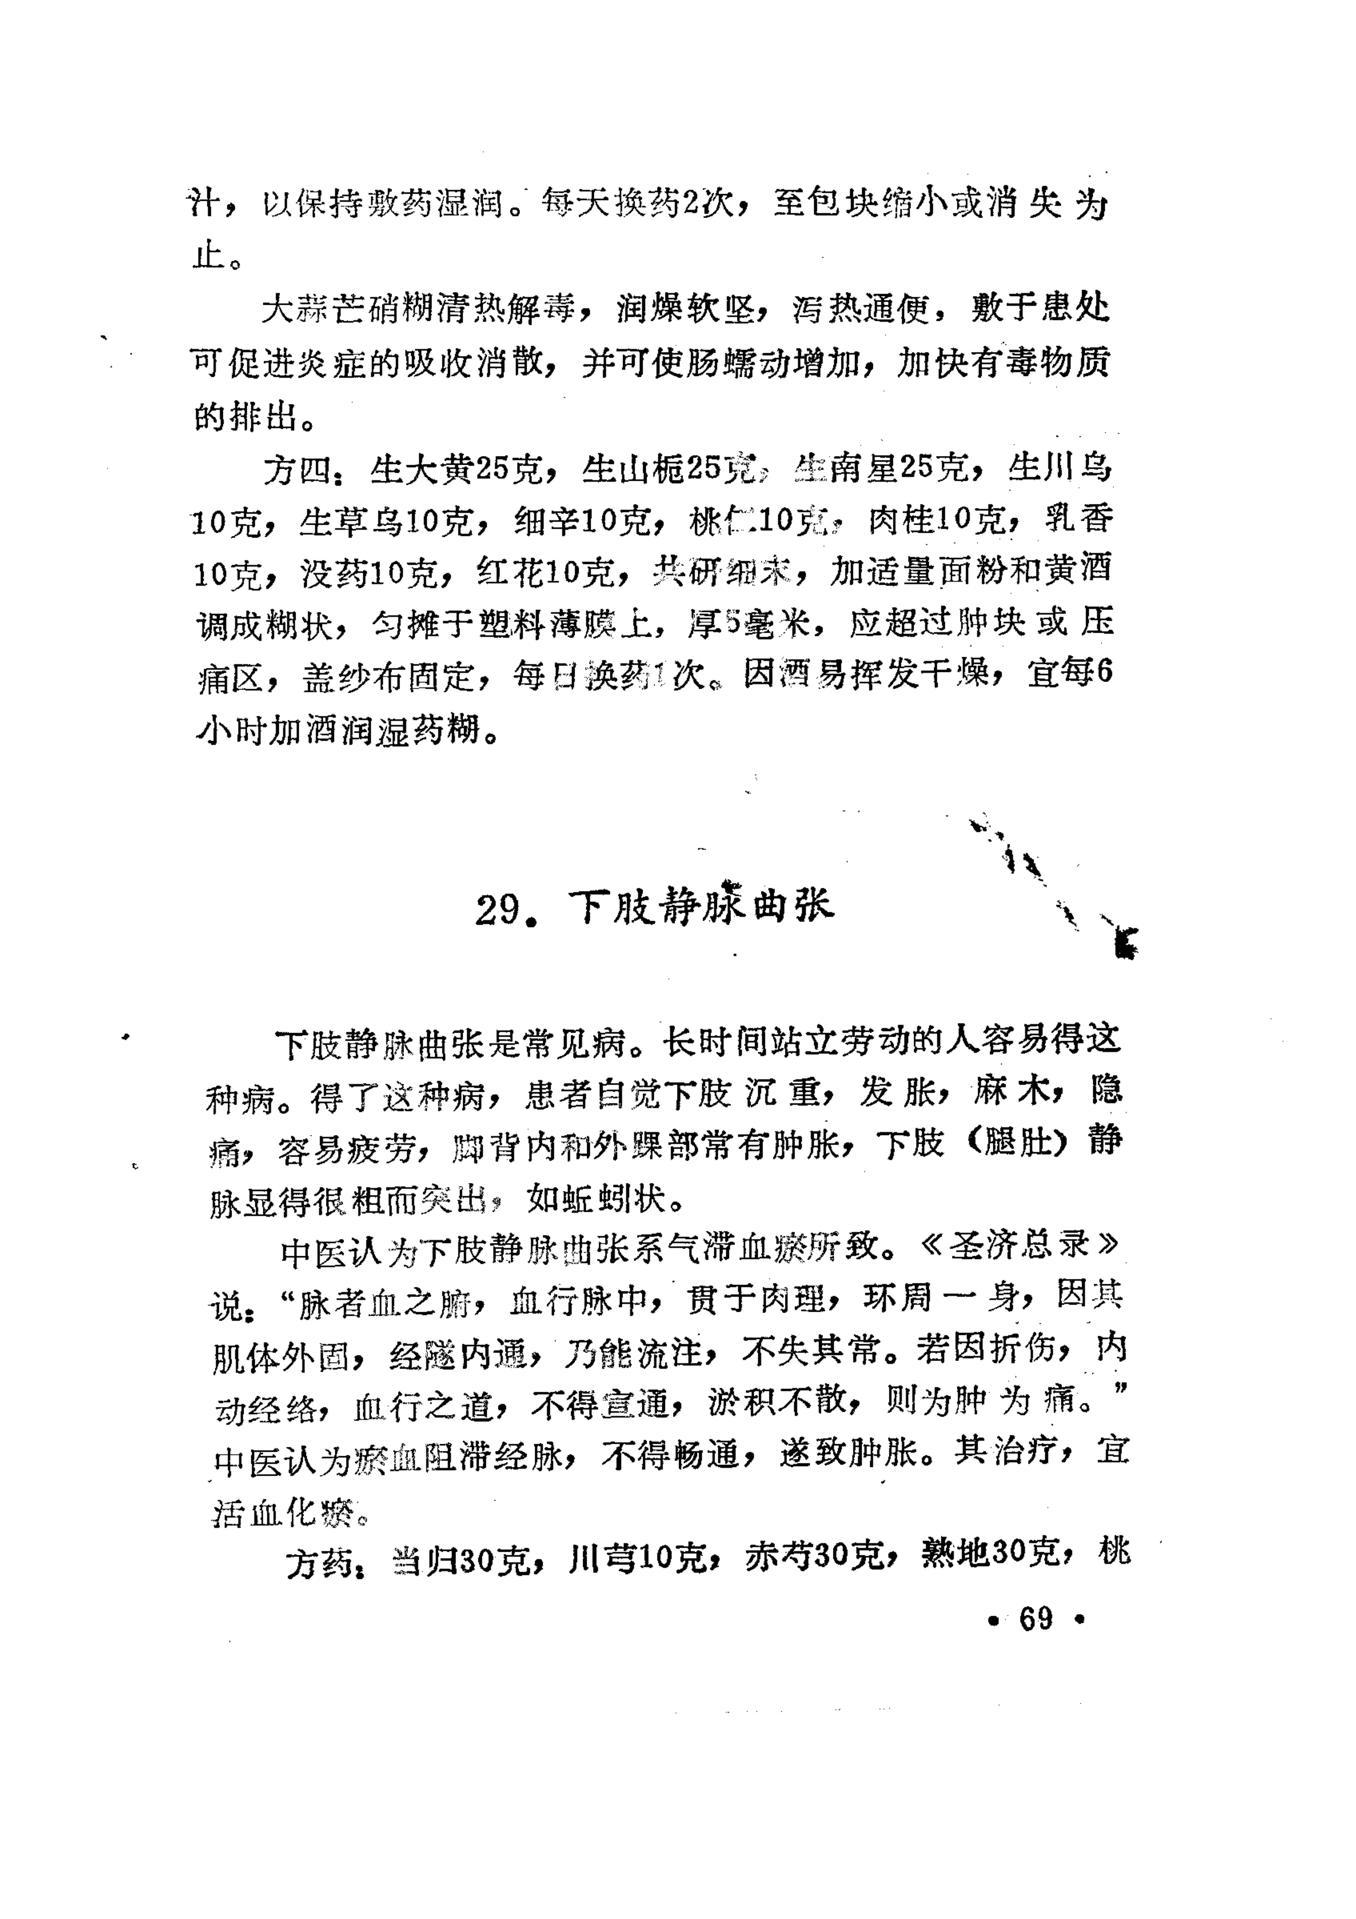 汁，以保持敷药湿润。每天换药2次，至包块缩小或消失为
止。
大蒜芒硝糊清热解毒，润燥软坚，泻热通便，敷于患处
可促进炎症的吸收消散，并可使肠蠕动增加，加快有毒物质
的排出。
方四：生大黄25克，生山栀25克，生南星25克，生川乌
10克，生草乌10克，细辛10克，桃仁10克，肉桂10克，乳香
10克，没药10克，红花10克，共研细末，加适量面粉和黄酒
调成糊状，匀摊于塑料薄膜上，厚5毫米，应超过肿块或压
痛区，盖纱布固定，每日换药1次。因酒易挥发干燥，宜每6
小时加酒润湿药糊。
29．下肢静脉曲张
下肢静脉曲张是常见病。长时间站立劳动的人容易得这
种病。得了这种病，患者自觉下肢沉重，发胀，麻木，隐
痛，容易疲劳，脚背内和外踝部常有肿胀，下肢（腿肚）静
脉显得很粗而突出，如蚯蚓状。
中医认为下肢静脉曲张系气滞血瘀所致。《圣济总录》
说：“脉者血之腑，血行脉中，贯于肉理，环周一身，因其
肌体外固，经隧内通，乃能流注，不失其常。若因折伤，内
动经络，血行之道，不得宣通，淤积不散，则为肿为痛。”
中医认为瘀血阻滞经脉，不得畅通，遂致肿胀。其治疗，宜
活血化瘀。
方药：当归30克，川芎10克，赤芍30克，熟地30克，桃
• 69 •